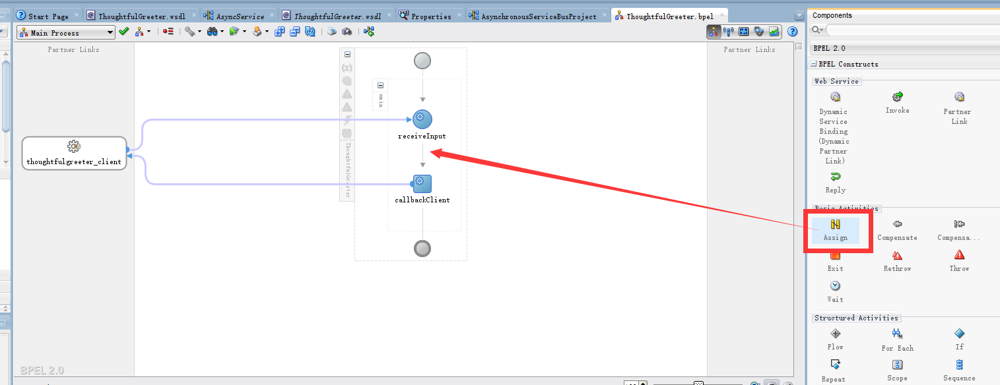 Start Page
ThoughtfulGreeter.wsdl
AsyncService
ThoughtfulGreeter.wsdl
Properties
AsynchronousServiceBusProject
ThoughtfulGreeter.bpel
Components
Main Process
BPEL 2.0
Partner Links
Partner Links
BPEL Constructs
Web Service
Dynamic
Service
Binding
(Dynamic
Partner
Link)
Invoke
Partner
Link
Reply
main
receiveInput
ThoughtfulGreeter
thoughtfulgreeter_client
callbackClient
Basic Activities
Assign
Compensate
Compensa...
Exit
Rethrow
Throw
Wait
Structured Activities
Flow
For Each
If
Repeat
Scope
Sequence
BPEL 2.0